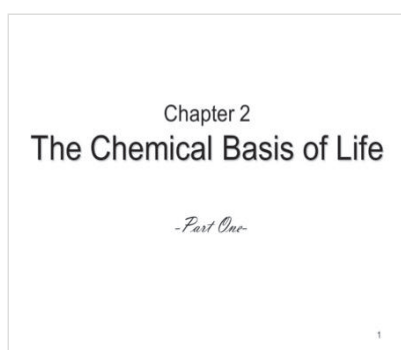 Chapter 2
The Chemical Basis of Life
-Part One-
1